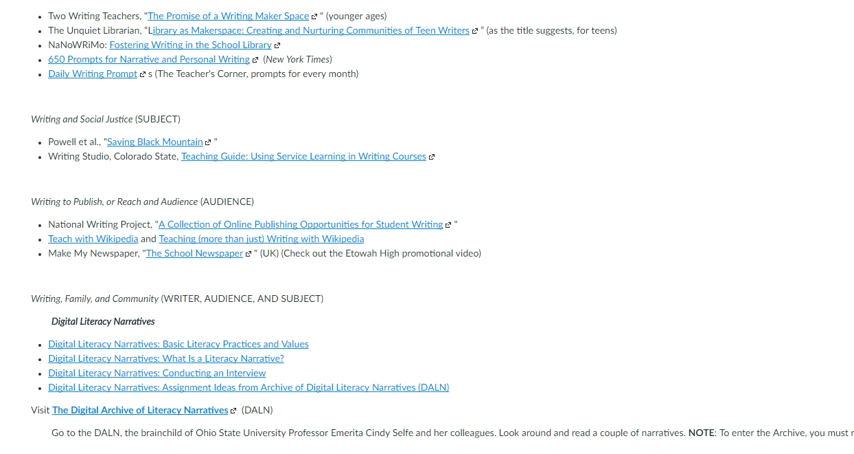 • Two Writing Teachers, "The Promise of a Writing Maker Space " (younger ages)
• The Unquiet Librarian, "Library as Makerspace: Creating and Nurturing Communities of Teen Writers " (as the title suggests, for teens)
• NaNoWriMo: Fostering Writing in the School Library
• 650 Prompts for Narrative and Personal Writing (New York Times)
• Daily Writing Prompt s (The Teacher's Corner, prompts for every month)
Writing and Social Justice (SUBJECT)
• Powell et al., "Saving Black Mountain "
• Writing Studio, Colorado State, Teaching Guide: Using Service Learning in Writing Courses
Writing to Publish, or Reach and Audience (AUDIENCE)
• National Writing Project, "A Collection of Online Publishing Opportunities for Student Writing "
• Teach with Wikipedia and Teaching (more than just) Writing with Wikipedia
• Make My Newspaper, "The School Newspaper " (UK) (Check out the Etowah High promotional video)
Writing, Family, and Community (WRITER, AUDIENCE, AND SUBJECT)
Digital Literacy Narratives
• Digital Literacy Narratives: Basic Literacy Practices and Values
• Digital Literacy Narratives: What Is a Literacy Narrative?
• Digital Literacy Narratives: Conducting an Interview
• Digital Literacy Narratives: Assignment Ideas from Archive of Digital Literacy Narratives (DALN)
Visit The Digital Archive of Literacy Narratives (DALN)
Go to the DALN, the brainchild of Ohio State University Professor Emerita Cindy Selfe and her colleagues. Look around and read a couple of narratives. NOTE: To enter the Archive, you must